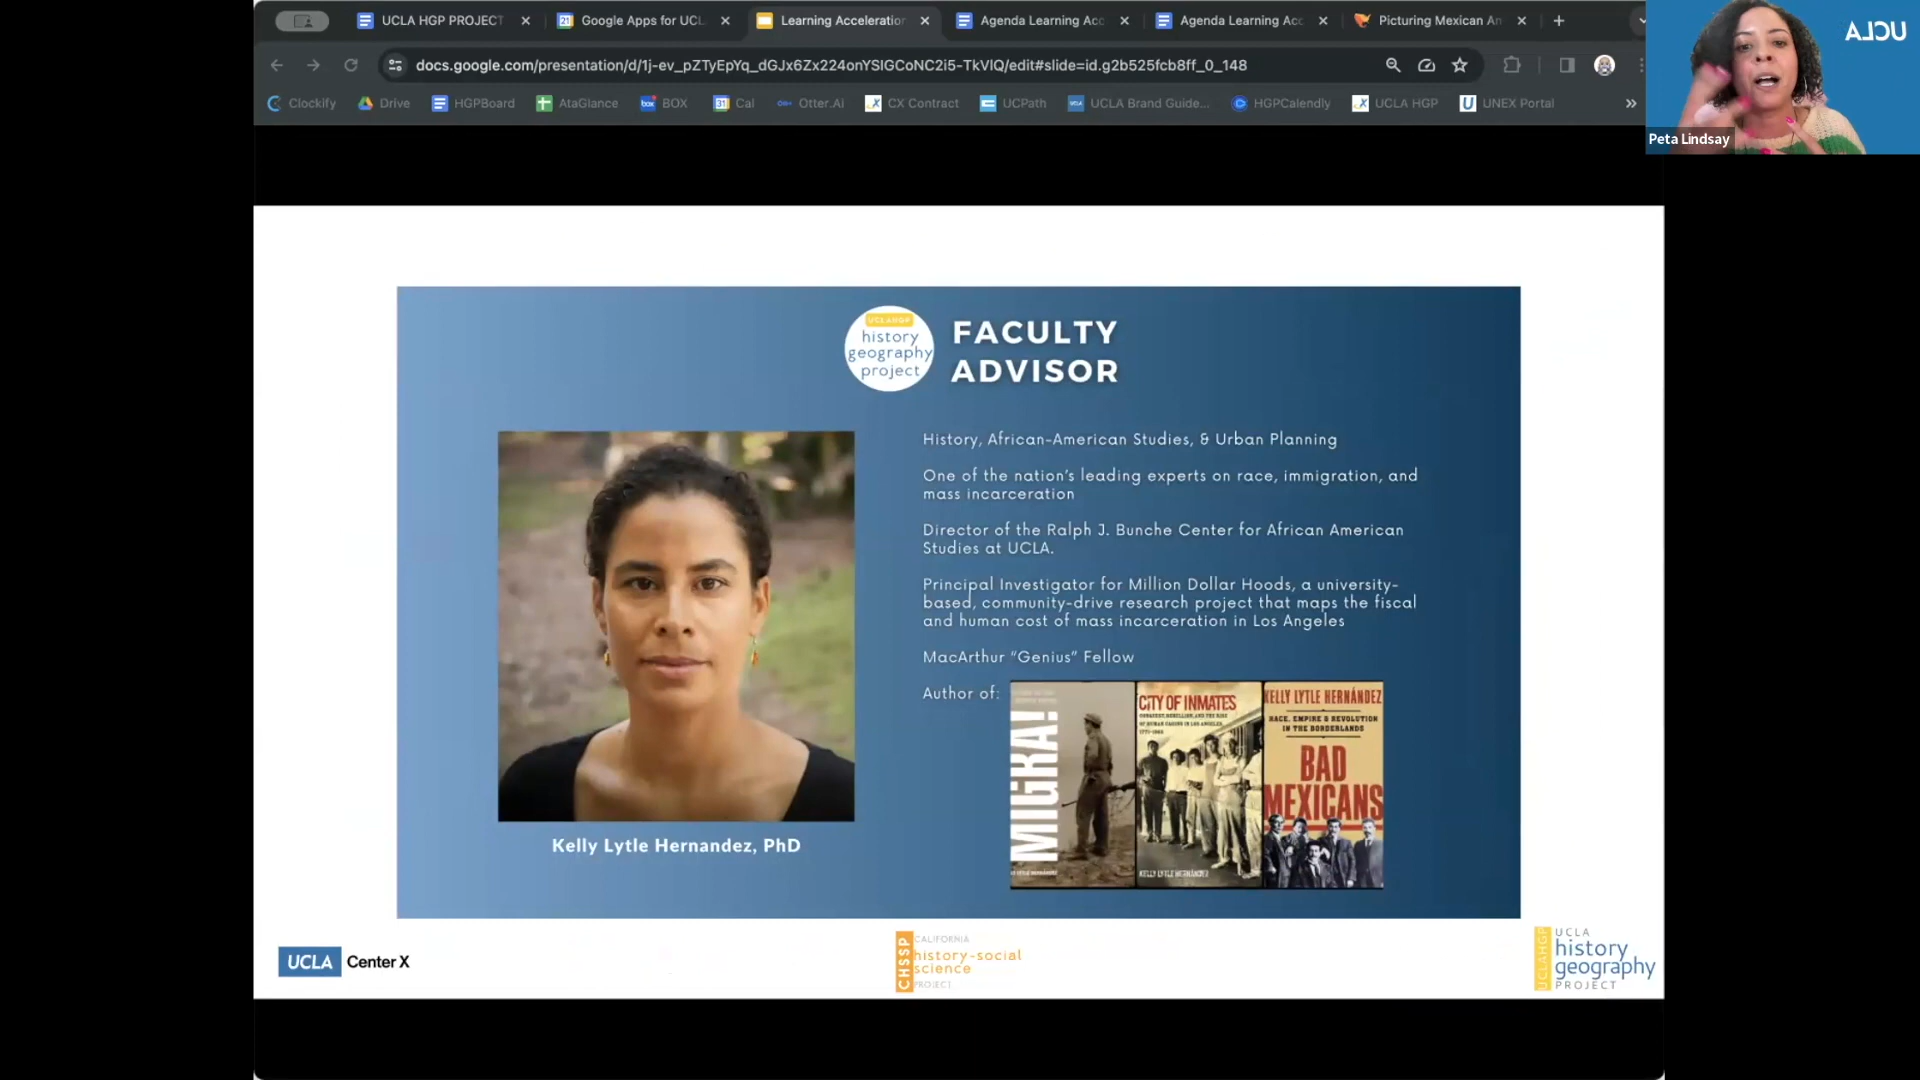 UCLA HGP PROJECT
Google Apps for UCL
Learning Acceleration
Agenda Learning Acc
Agenda Learning Acc
Picturing Mexican Am
docs.google.com/presentation/d/1j-ev_pZTyEpYq_dGJx6Zx224onYSIGCoNC2i5-TkVIQ/edit#slide=id.g2b525fcb8ff_0_148
Clockify
Drive
HGPBoard
AtaGlance
BOX
Cal
Otter.Ai
CX Contract
UCPath
UCLA Brand Guide...
HGPCalendly
UCLA HGP
UNEX Portal
UCLA
Peta Lindsay
UCLAHGP
history
geography
project
FACULTY
ADVISOR
History, African-American Studies, & Urban Planning
One of the nation's leading experts on race, immigration, and
mass incarceration
Director of the Ralph J. Bunche Center for African American
Studies at UCLA.
Principal Investigator for Million Dollar Hoods, a university-
based, community-drive research project that maps the fiscal
and human cost of mass incarceration in Los Angeles
MacArthur “Genius” Fellow
Author of:
MIGRA!
CITY OF INMATES
CONQUEST, REBELLION, AND THE RISE
OF HUMAN CAGING IN LOS ANGELES,
1771–1965
KELLY LYTLE HERNÁNDEZ
KELLY LYTLE HERNÁNDEZ
RACE, EMPIRE & REVOLUTION
IN THE BORDERLANDS
BAD
MEXICANS
Kelly Lytle Hernandez, PhD
UCLA Center X
CHSSP
CALIFORNIA
history-social
science
PROJECT
UCLAHGP
UCLA
history
geography
PROJECT